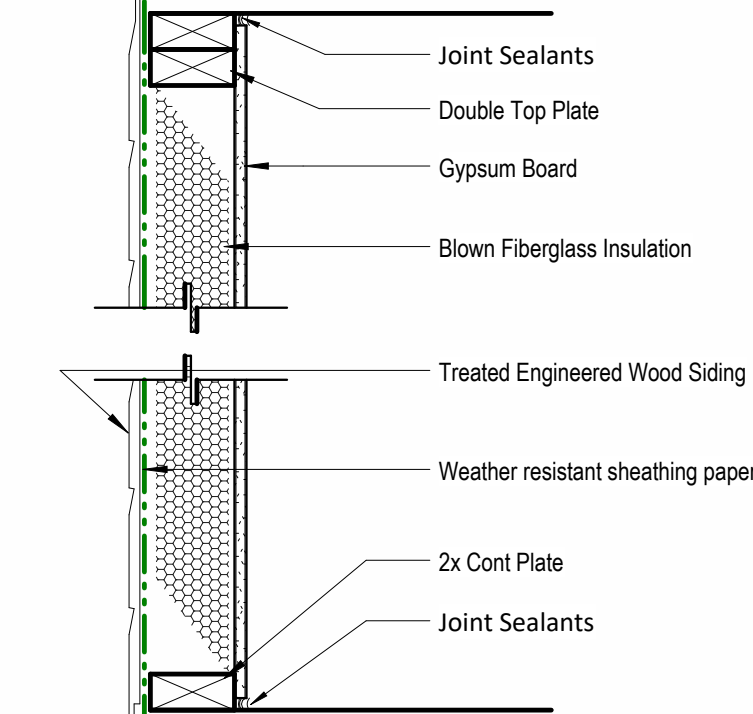 Joint Sealants
Double Top Plate
Gypsum Board
Blown Fiberglass Insulation
Treated Engineered Wood Siding
Weather resistant sheathing paper
2x Cont Plate
Joint Sealants